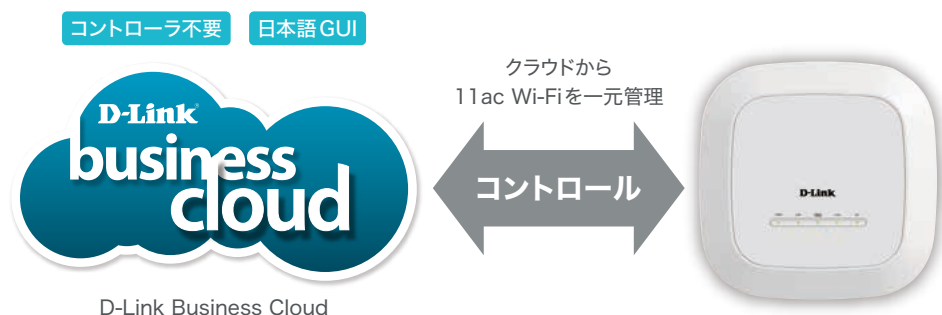 コントローラ不要 日本語GUI
D-Link
business
cloud
D-Link Business Cloud
クラウドから
11ac Wi-Fiを一元管理
コントロール
D-Link